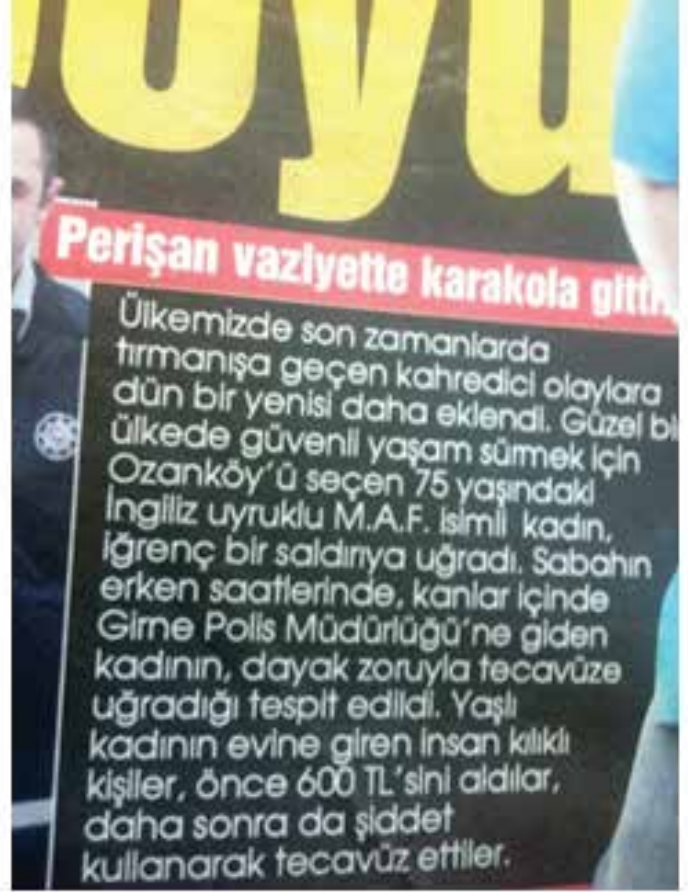 oyu
Perişan vaziyette karakola gitti
Ülkemizde son zamanlarda
tırmanışa geçen kahredici olaylara
dün bir yenisi daha eklendi. Güzel bi
ülkede güvenli yaşam sürmek için
Ozanköy'ü seçen 75 yaşındaki
İngiliz uyruklu M.A.F. isimli kadın,
iğrenç bir saldırıya uğradı. Sabahın
erken saatlerinde, kanlar içinde
Girne Polis Müdürlüğü'ne giden
kadının, dayak zoruyla tecavüze
uğradığı tespit edildi. Yaşlı
kadının evine giren insan kılıklı
kişiler, önce 600 TL'sini aldılar,
daha sonra da şiddet
kullanarak tecavüz ettiler.